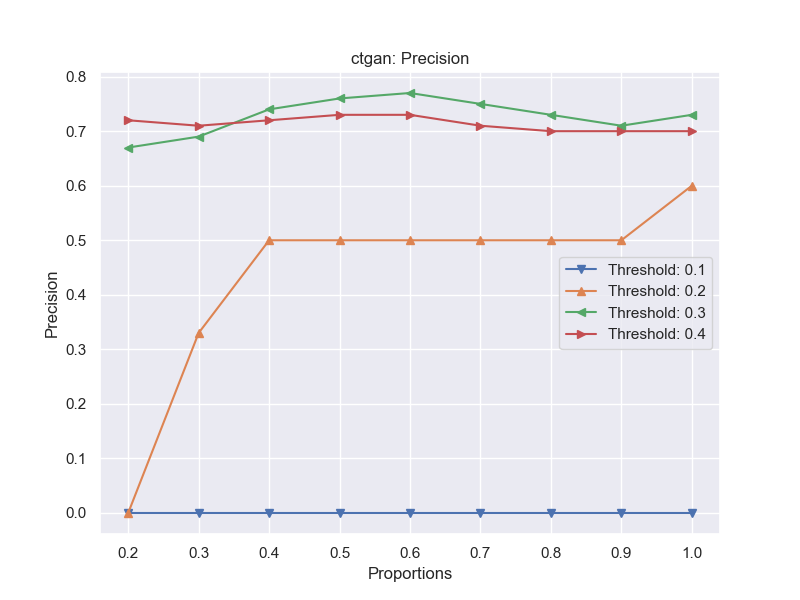 ctgan: Precision
Precision
0.8
0.7
0.6
0.5
0.4
0.3
0.2
0.1
0.0
Threshold: 0.1
Threshold: 0.2
Threshold: 0.3
Threshold: 0.4
0.2 0.3 0.4 0.5 0.6 0.7 0.8 0.9 1.0
Proportions